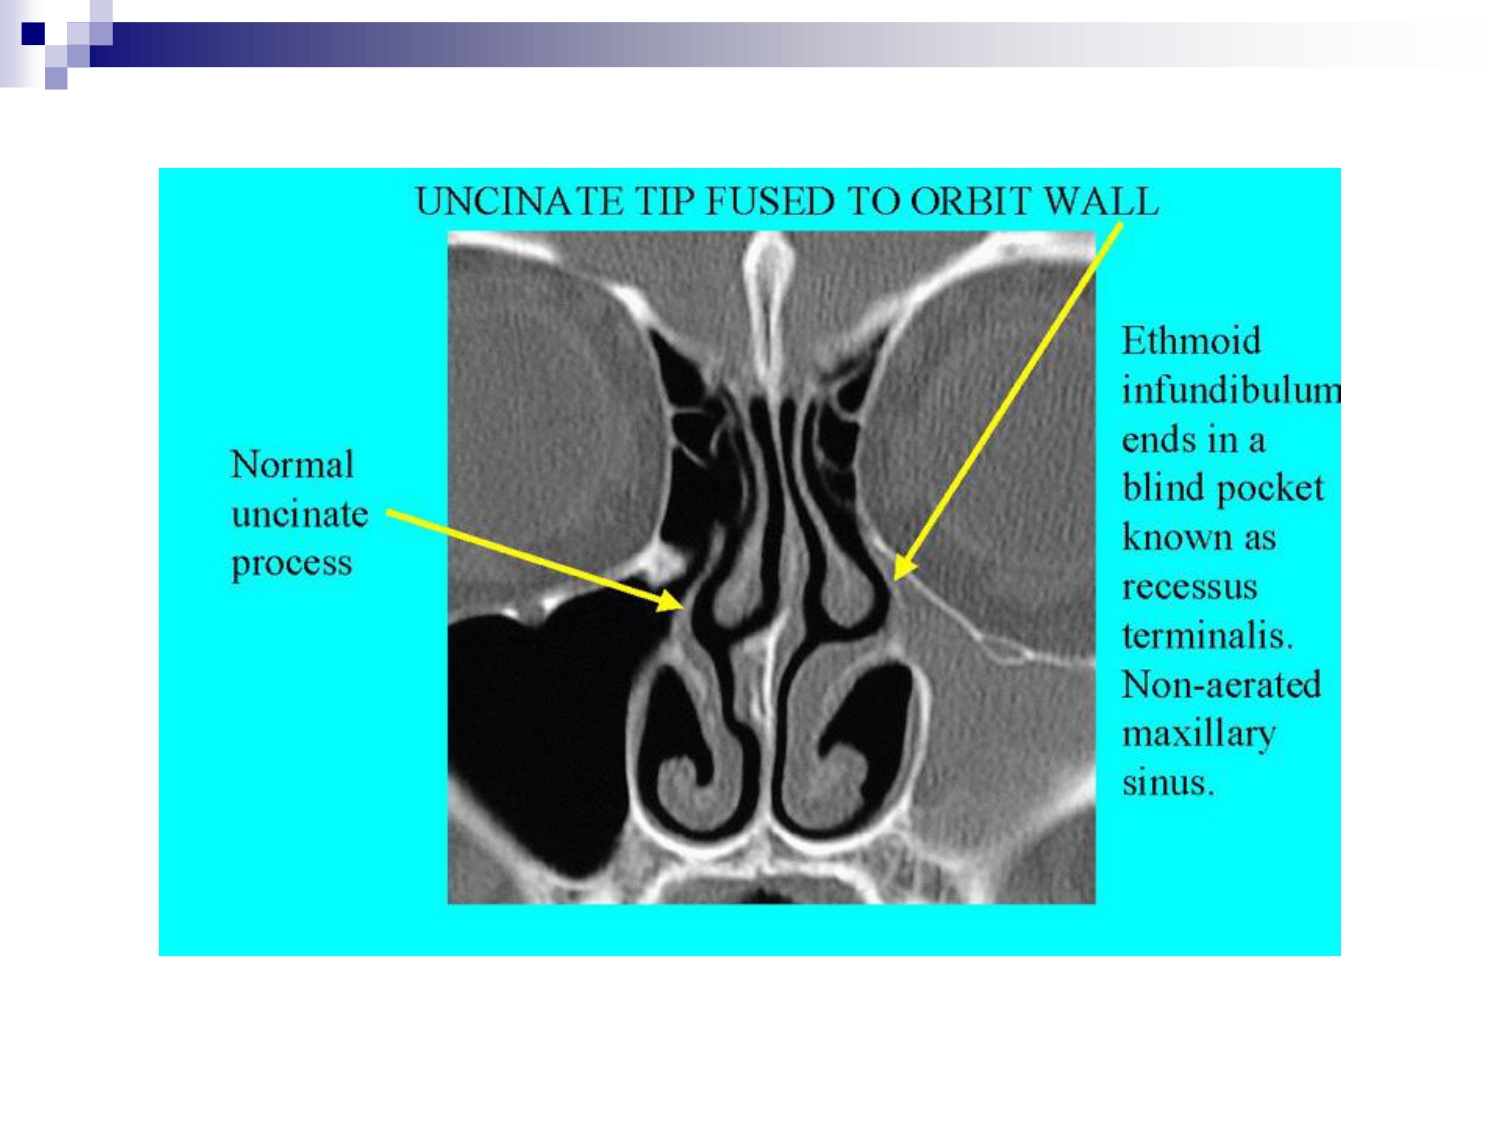 UNCINATE TIP FUSED TO ORBIT WALL
Normal
uncinate
process
Ethmoid
infundibulum
ends in a
blind pocket
known as
recessus
terminalis.
Non-aerated
maxillary
sinus.